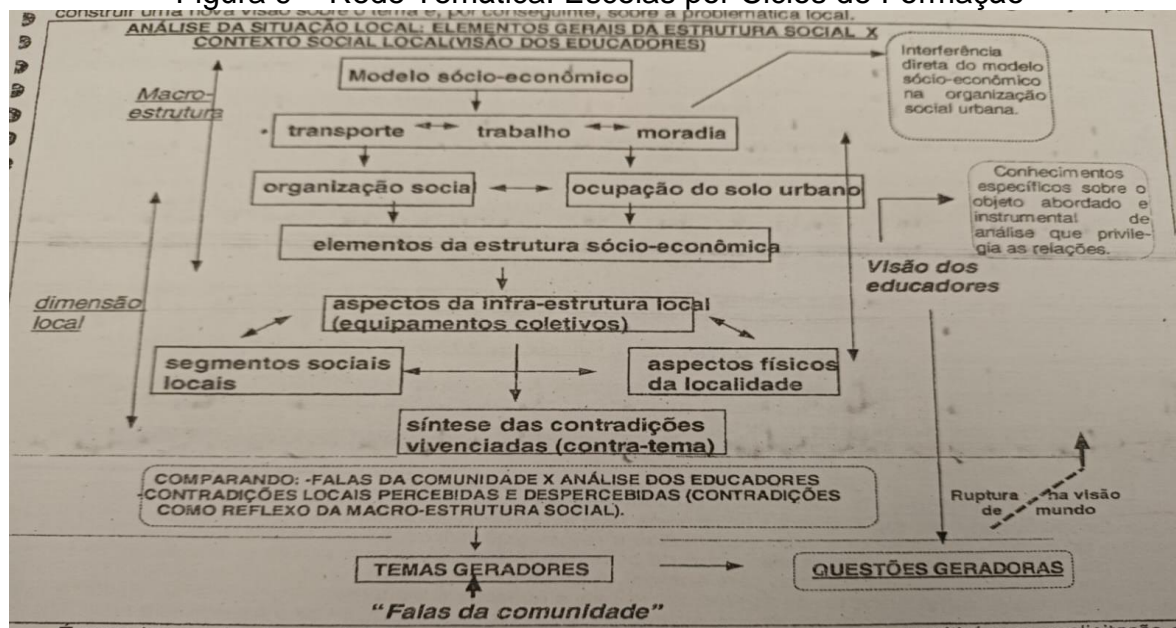 Rede Temática: Escolas por Ciclos de Formação
construir uma nova visão sobre o tema e, por conseguinte, sobre a problemática local.
ANÁLISE DA SITUAÇÃO LOCAL: ELEMENTOS GERAIS DA ESTRUTURA SOCIAL X
CONTEXTO SOCIAL LOCAL(VISÃO DOS EDUCADORES)
Modelo sócio-econômico
Interferência
direta do modelo
sócio-econômico
na organização
social urbana.
Macro-
estrutura
transporte trabalho moradia
organização social
ocupação do solo urbano
Conhecimentos
específicos sobre o
objeto abordado e
instrumental de
análise que privile-
gia as relações.
elementos da estrutura sócio-econômica
Visão dos
educadores
dimensão
local
aspectos da infra-estrutura local
(equipamentos coletivos)
segmentos sociais
locais
aspectos físicos
da localidade
síntese das contradições
vivenciadas (contra-tema)
COMPARANDO: -FALAS DA COMUNIDADE X ANÁLISE DOS EDUCADORES
-CONTRADIÇÕES LOCAIS PERCEBIDAS E DESPERCEBIDAS (CONTRADIÇÕES
COMO REFLEXO DA MACRO-ESTRUTURA SOCIAL).
Ruptura na visão
de mundo
TEMAS GERADORES
QUESTÕES GERADORAS
"Falas da comunidade"